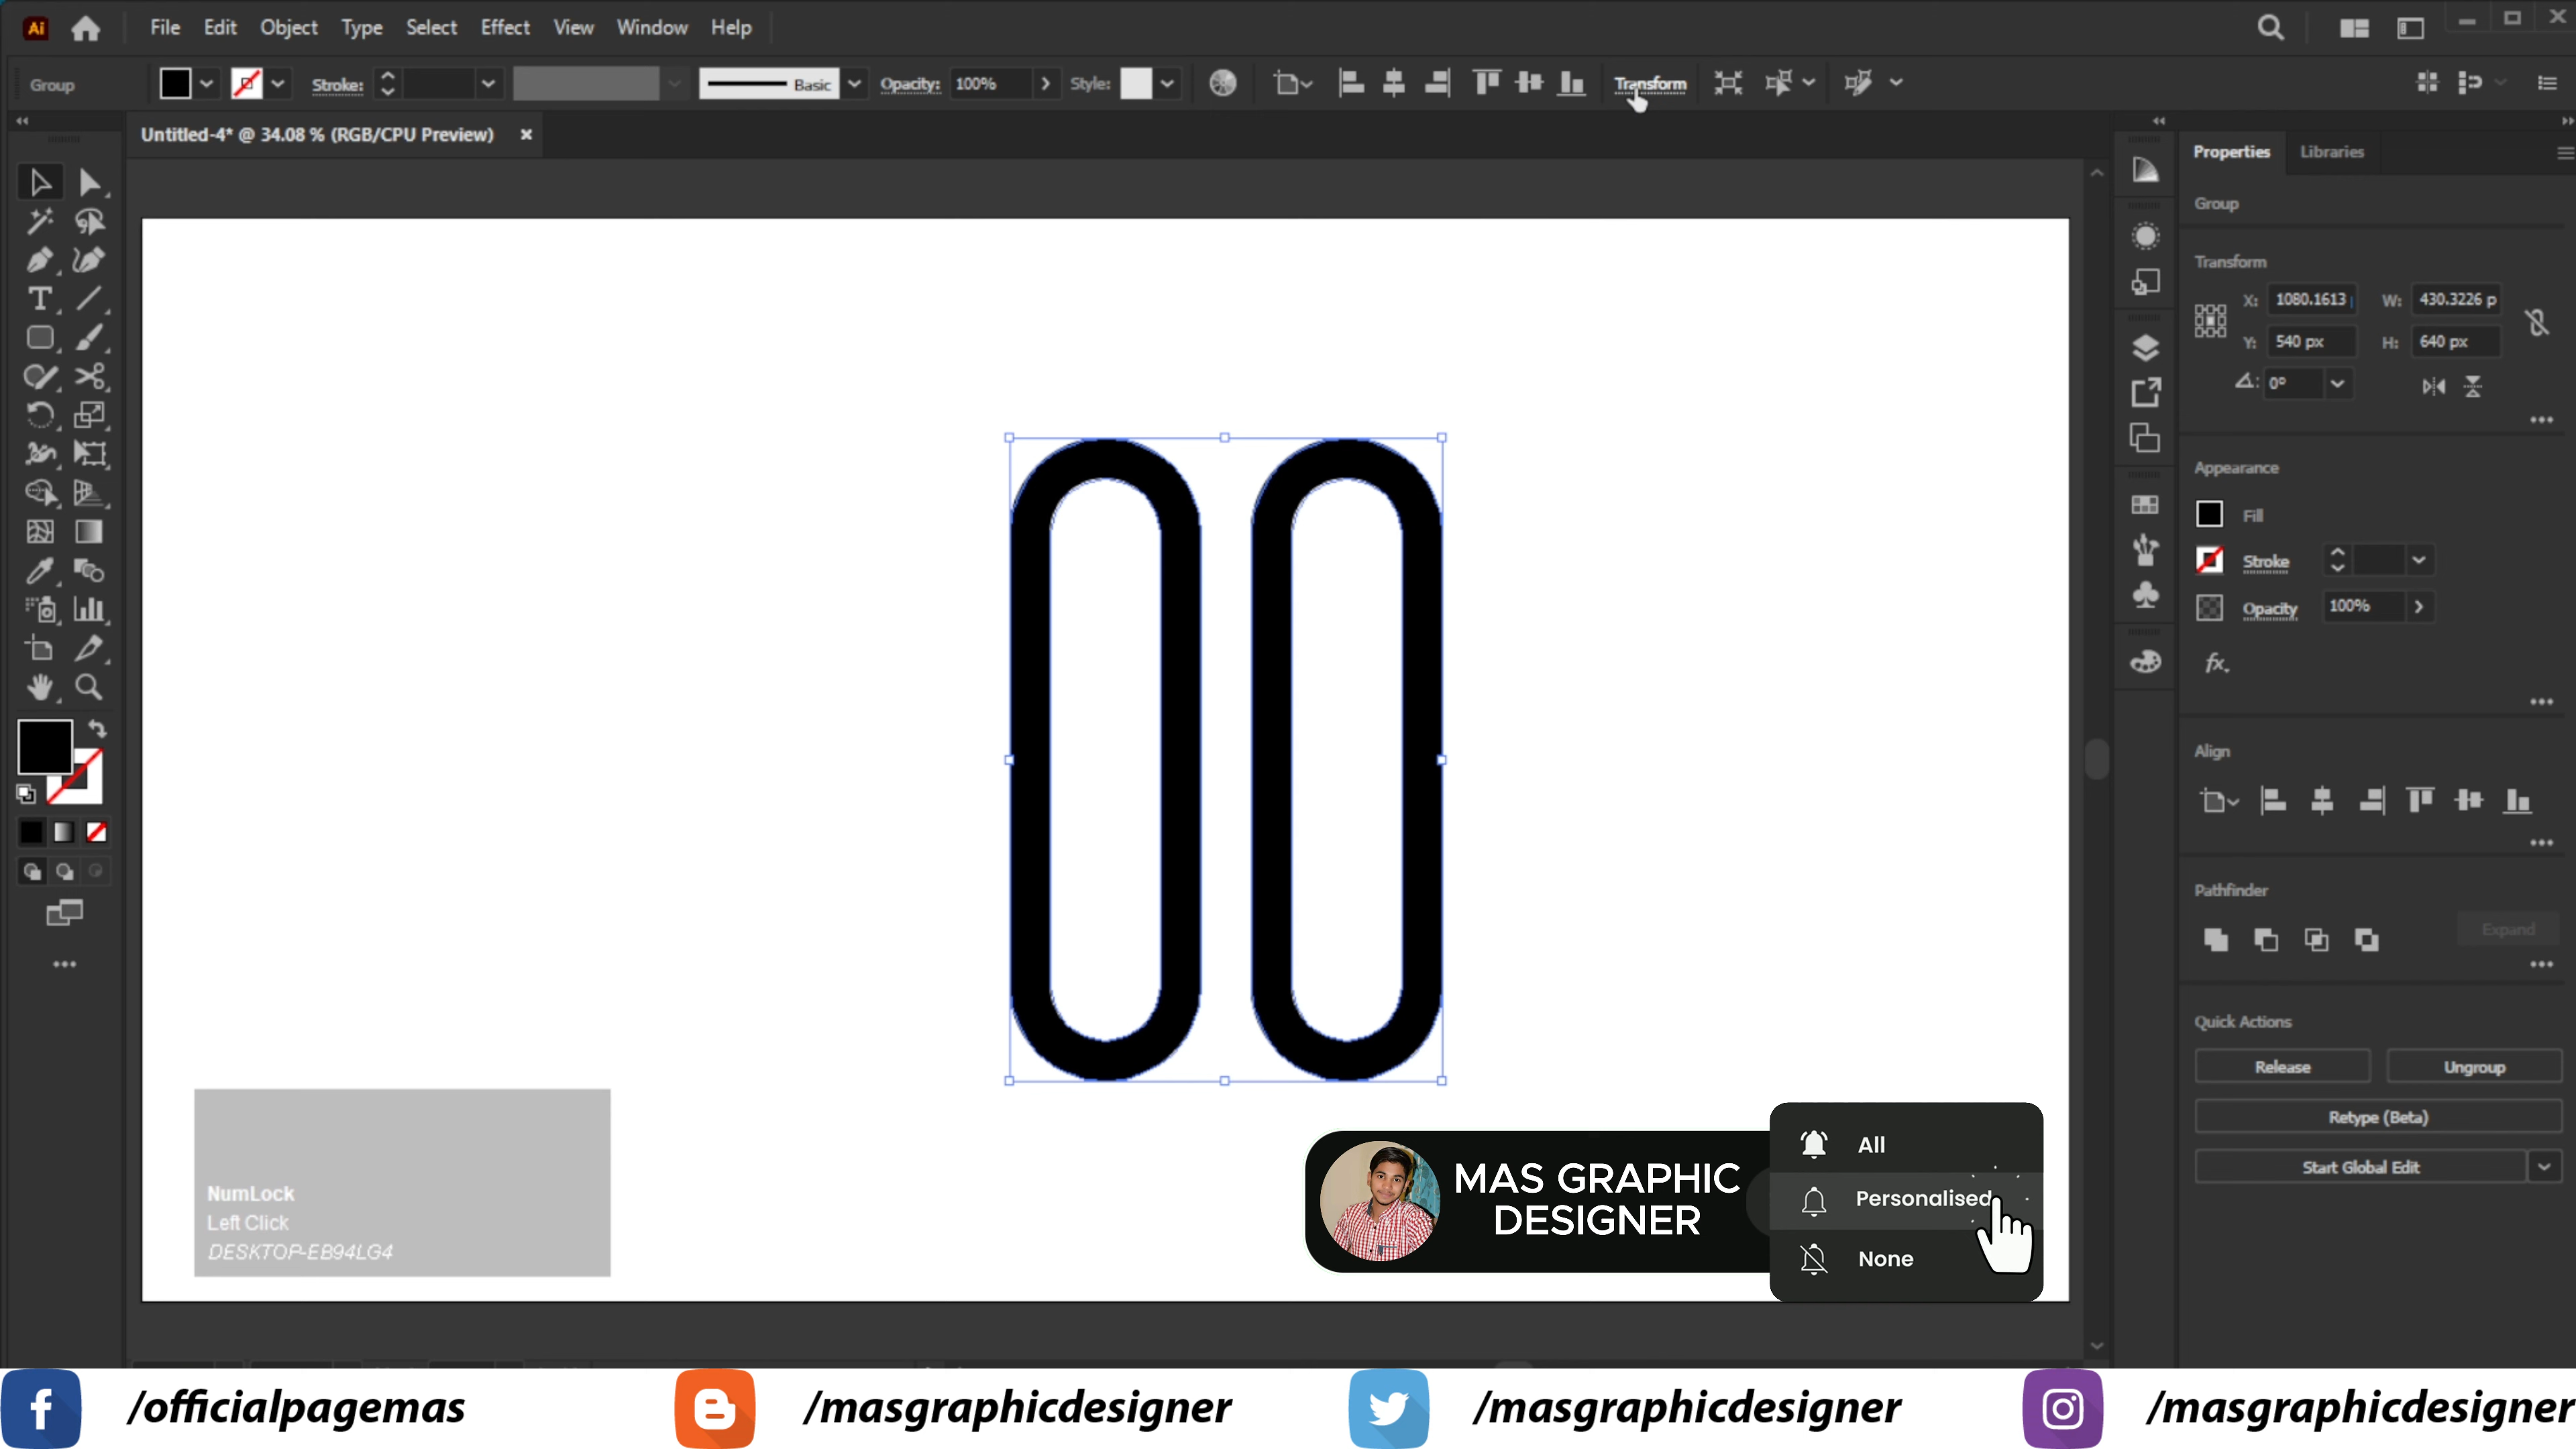 Ai File Edit Object Type Select Effect View Window Help
Group Stroke: Basic Opacity: 100% Style: Transform
Untitled-4* @ 34.08 % (RGB/CPU Preview) ×
Properties Libraries
Group
Transform
X: 1080.1613 W: 430.3226 p
Y: 540 px H: 640 px
0°
Appearance
Fill
Stroke
Opacity 100%
fx.
Align
Pathfinder
Expand
Quick Actions
Release Ungroup
Retype (Beta)
Start Global Edit
NumLock
Left Click
DESKTOP-EB94LG4
MAS GRAPHIC
DESIGNER
All
Personalised
None
/officialpagemas /masgraphicdesigner /masgraphicdesigner /masgraphicdesigner